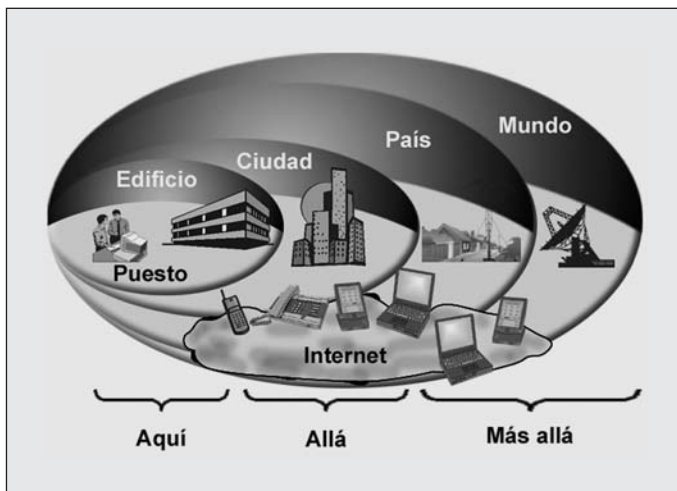 Mundo
País
Ciudad
Edificio
Puesto
Internet
Aquí
Allá
Más allá